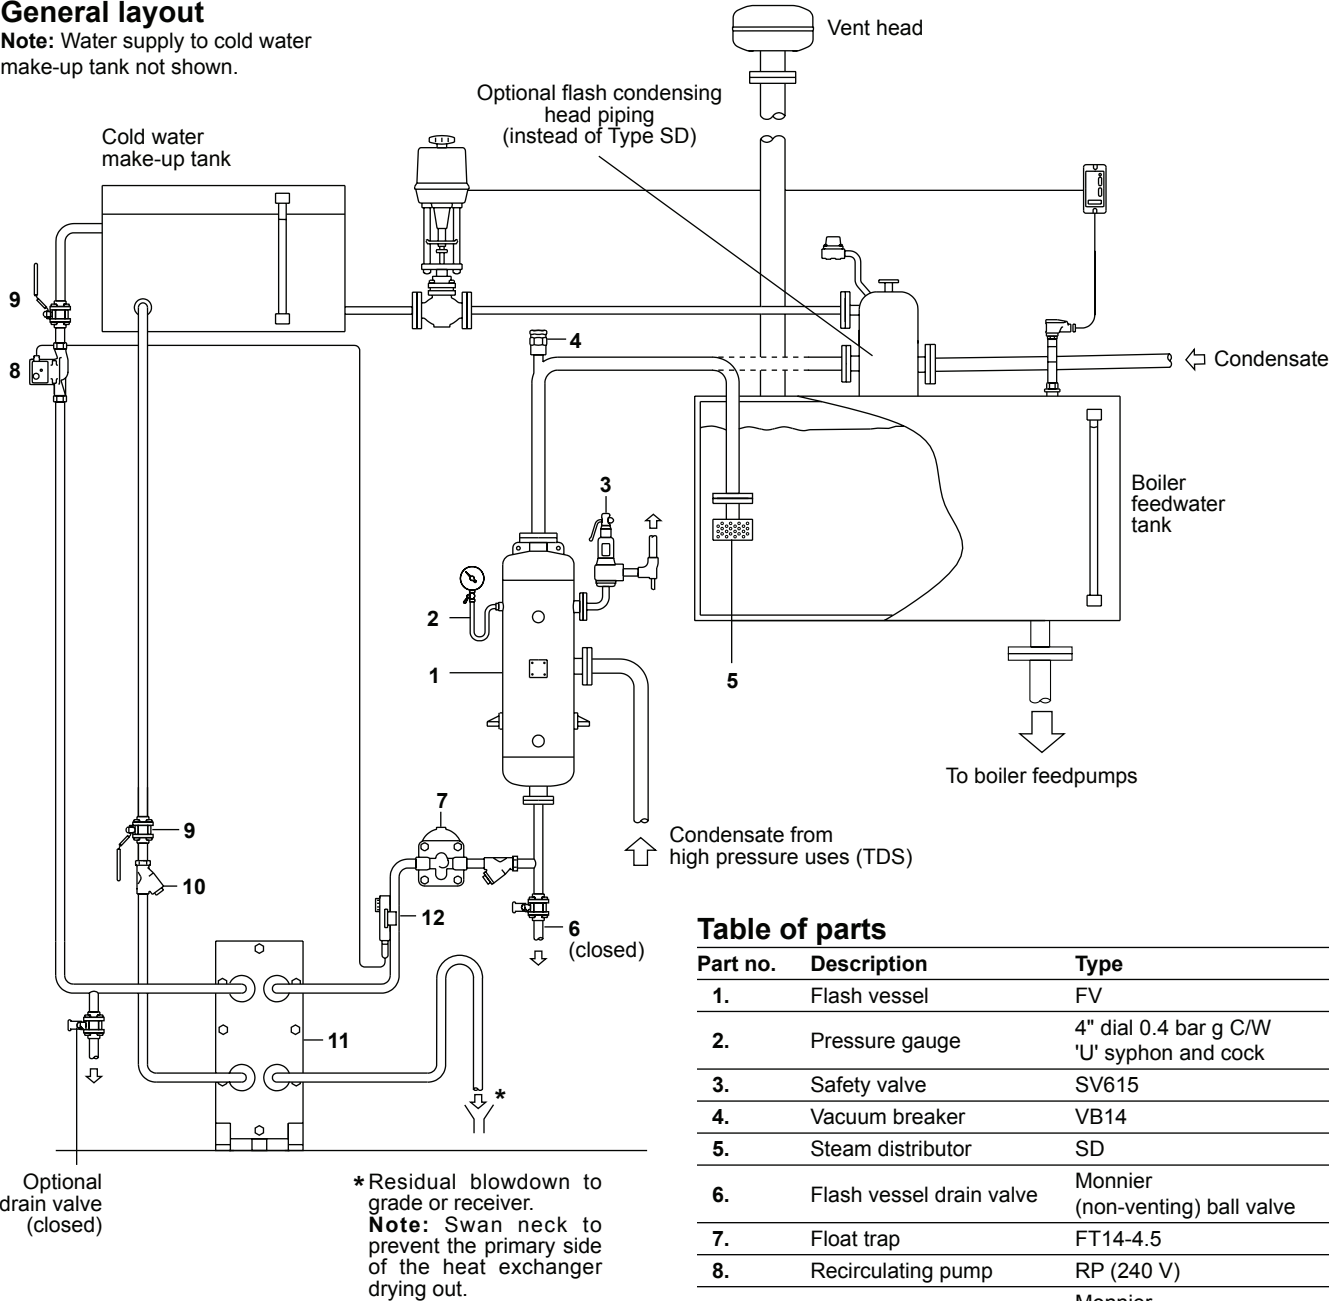 General layout
Note: Water supply to cold water
make-up tank not shown.
Vent head
Optional flash condensing
head piping
(instead of Type SD)
Cold water
make-up tank
9
8
4
Condensate
3
Boiler
feedwater
tank
2
1
5
To boiler feedpumps
7
Condensate from
high pressure uses (TDS)
9
10
12
6
(closed)
11
*
Optional
drain valve
(closed)
* Residual blowdown to
grade or receiver.
Note: Swan neck to
prevent the primary side
of the heat exchanger
drying out.
Table of parts
Part no. Description Type
1. Flash vessel FV
2. Pressure gauge 4" dial 0.4 bar g C/W
'U' syphon and cock
3. Safety valve SV615
4. Vacuum breaker VB14
5. Steam distributor SD
6. Flash vessel drain valve Monnier
(non-venting) ball valve
7. Float trap FT14-4.5
8. Recirculating pump RP (240 V)
Monnier